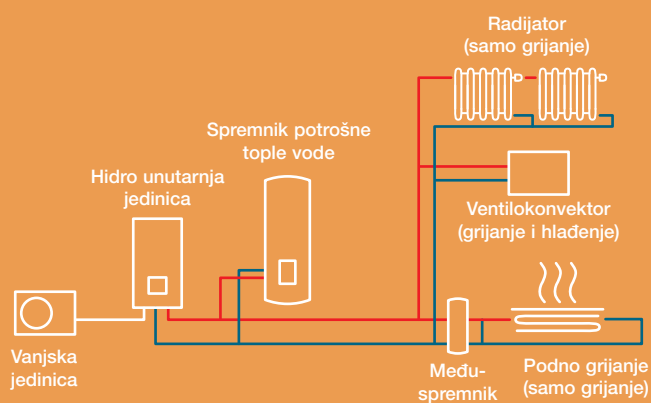 Radijator
(samo grijanje)
Spremnik potrošne
tople vode
Hidro unutarnja
jedinica
Ventilokonvektor
(grijanje i hlađenje)
Vanjska
jedinica
Među-
spremnik
Podno grijanje
(samo grijanje)